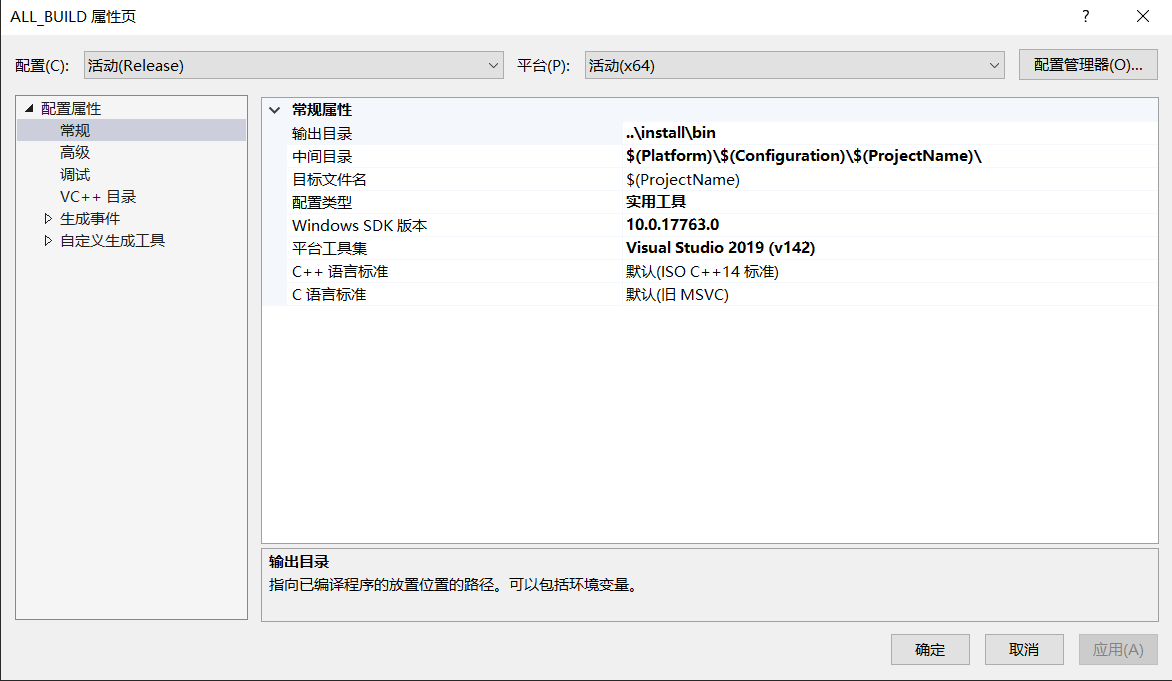 ALL_BUILD 属性页
配置(C): 活动(Release) 平台(P): 活动(x64) 配置管理器(O)...
配置属性
常规
高级
调试
VC++ 目录
生成事件
自定义生成工具
常规属性
输出目录 ..\install\bin
中间目录 $(Platform)\$(Configuration)\$(ProjectName)\
目标文件名 $(ProjectName)
配置类型 实用工具
Windows SDK 版本 10.0.17763.0
平台工具集 Visual Studio 2019 (v142)
C++ 语言标准 默认(ISO C++14 标准)
C 语言标准 默认(旧 MSVC)
输出目录
指向已编译程序的放置位置的路径。可以包括环境变量。
确定 取消 应用(A)